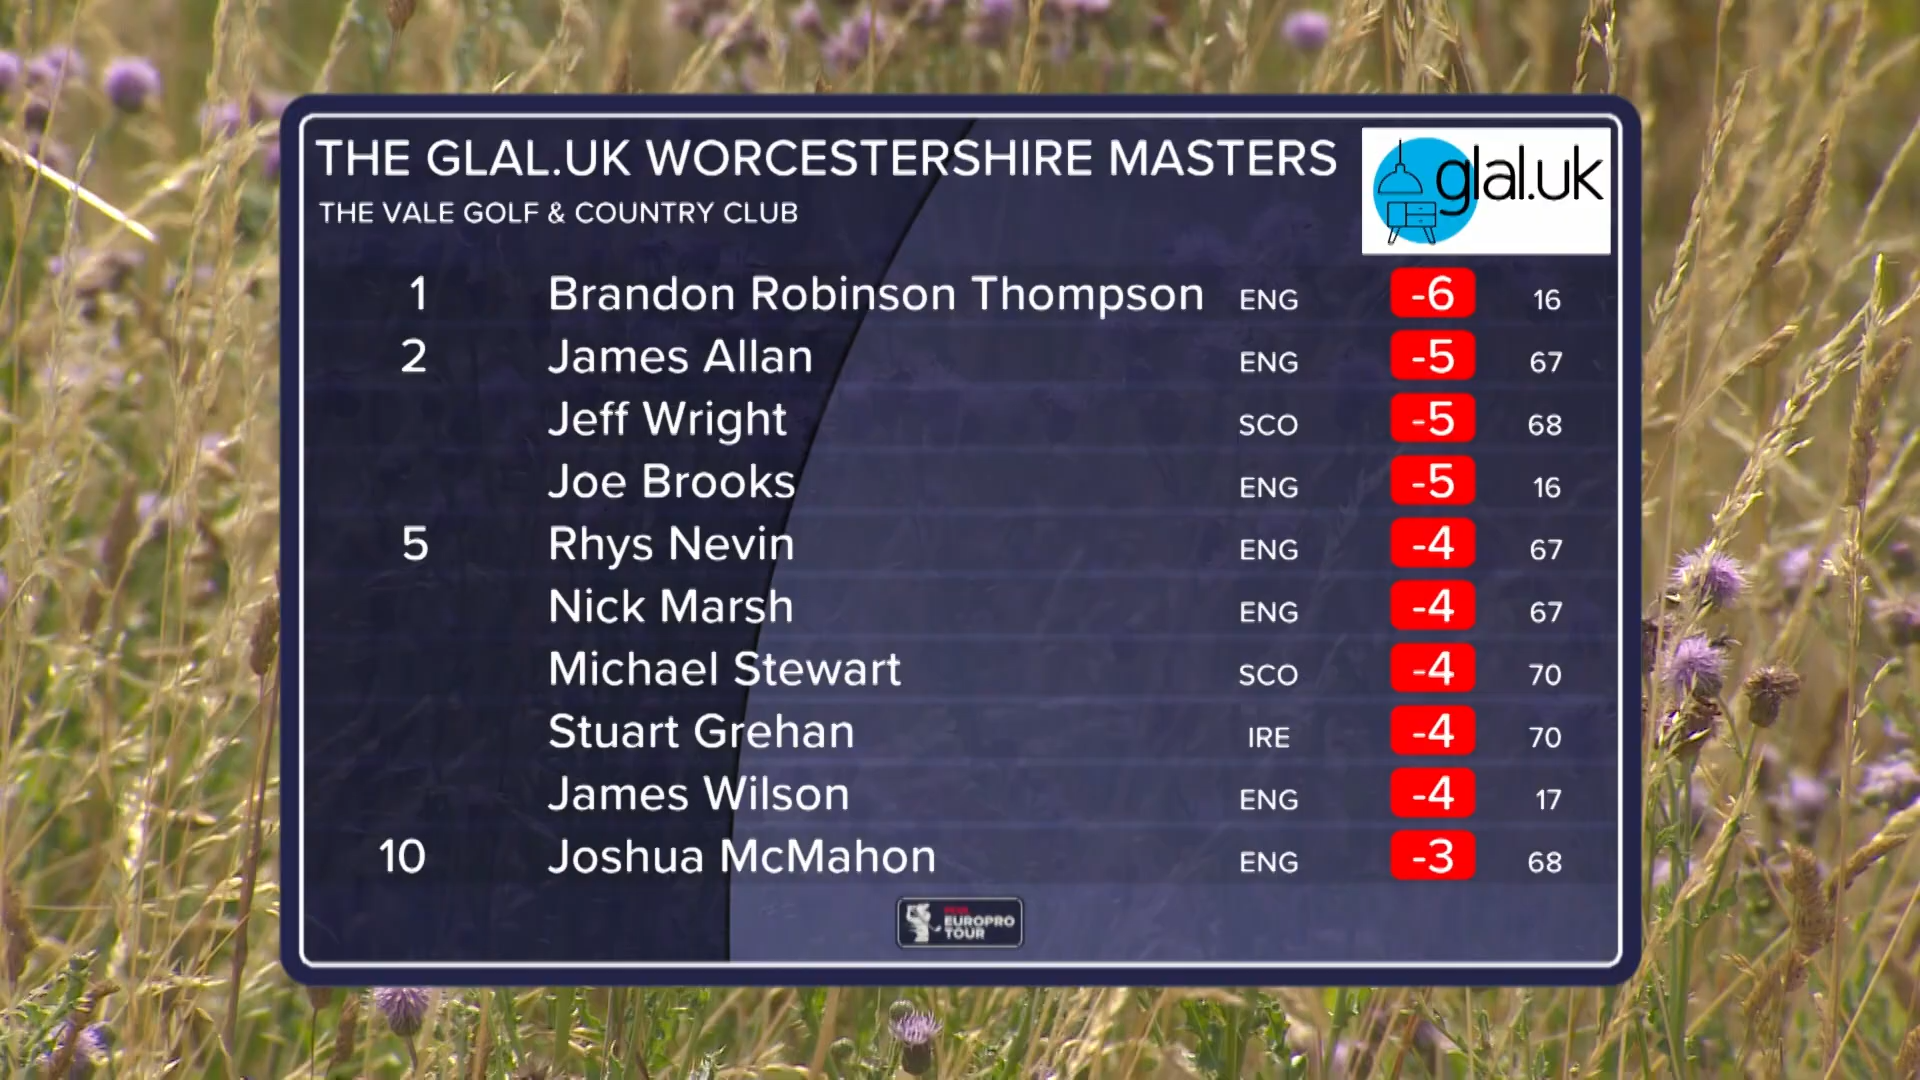 THE GLAL.UK WORCESTERSHIRE MASTERS
glal.uk
THE VALE GOLF & COUNTRY CLUB
1 Brandon Robinson Thompson ENG -6 16
2 James Allan ENG -5 67
Jeff Wright SCO -5 68
Joe Brooks ENG -5 16
5 Rhys Nevin ENG -4 67
Nick Marsh ENG -4 67
Michael Stewart SCO -4 70
Stuart Grehan IRE -4 70
James Wilson ENG -4 17
10 Joshua McMahon ENG -3 68
EUROPRO
TOUR